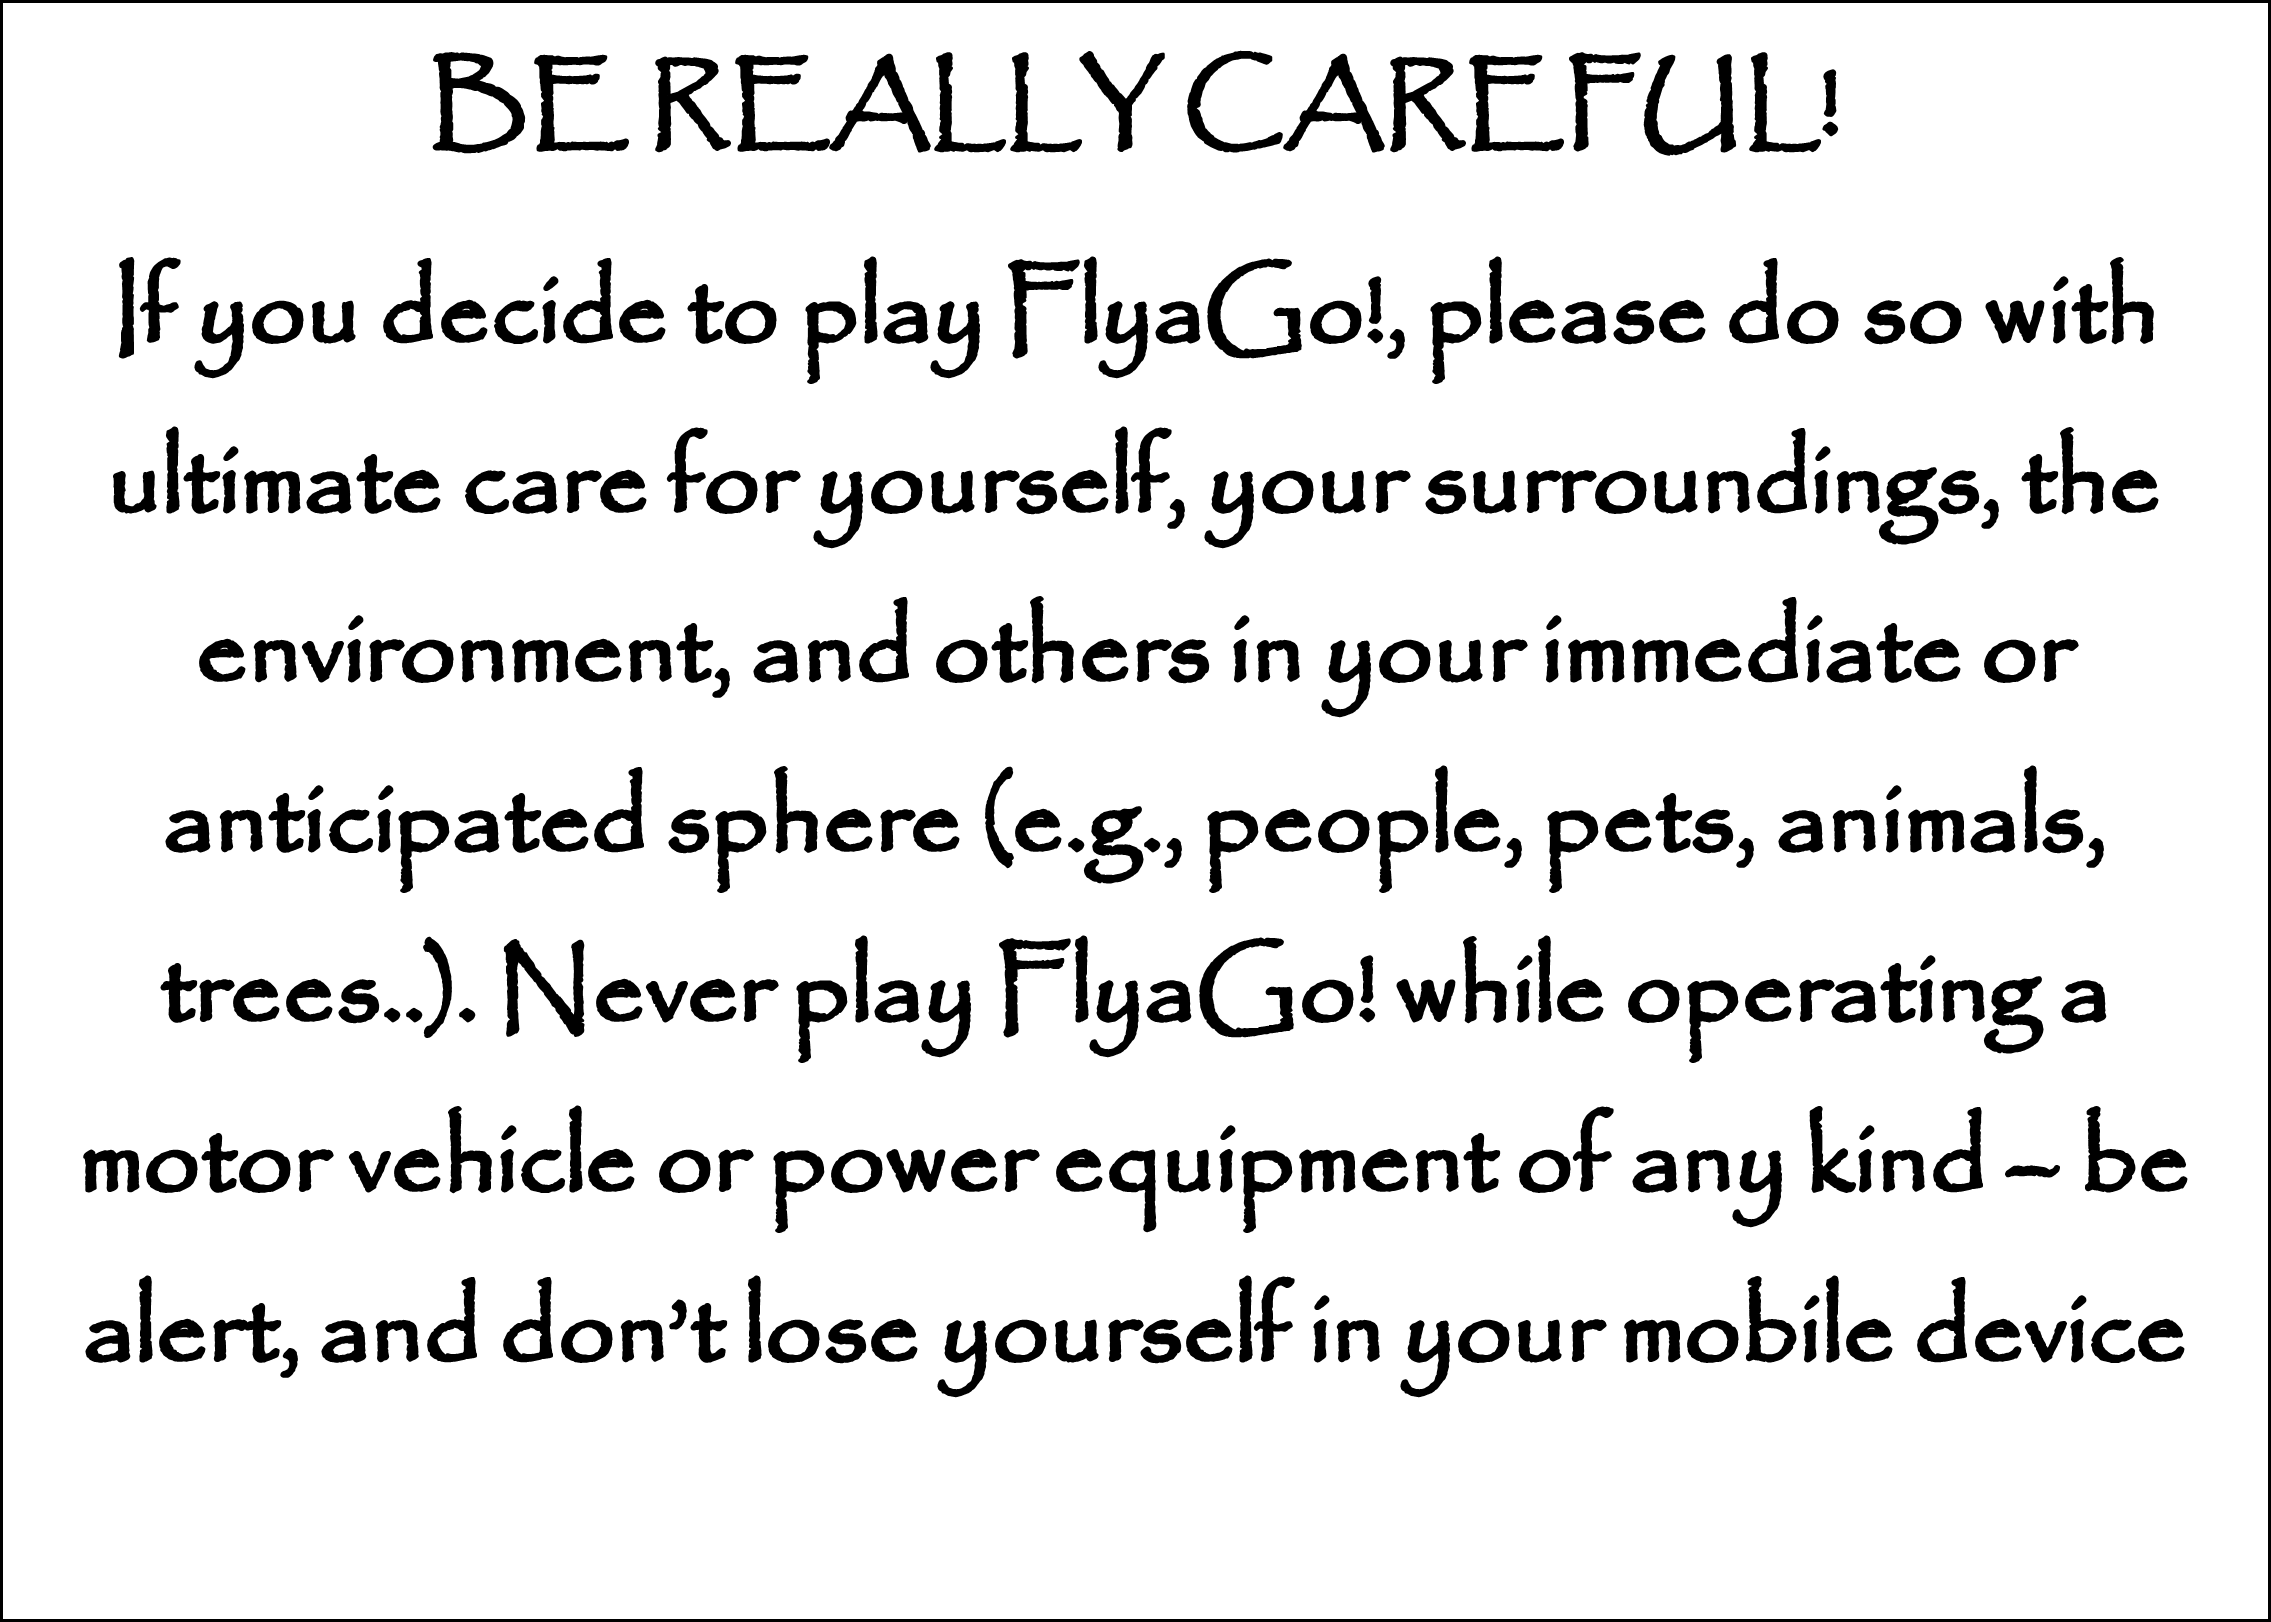 BE REALLY CAREFUL!
If you decide to play FlyaGo!, please do so with
ultimate care for yourself, your surroundings, the
environment, and others in your immediate or
anticipated sphere (e.g., people, pets, animals,
trees..). Never play FlyaGo! while operating a
motor vehicle or power equipment of any kind – be
alert, and don’t lose yourself in your mobile device